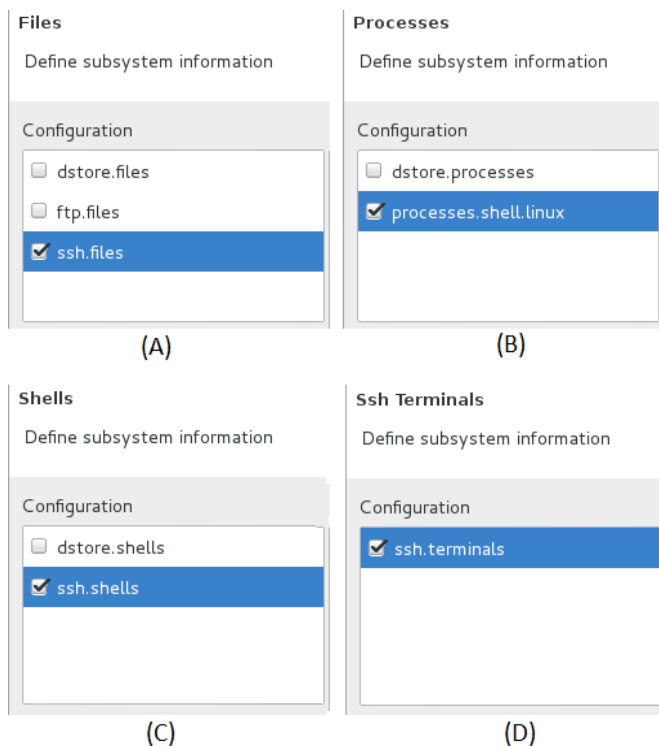 Files
Define subsystem information
Configuration
dstore.files
ftp.files
ssh.files
(A)
Processes
Define subsystem information
Configuration
dstore.processes
processes.shell.linux
(B)
Shells
Define subsystem information
Configuration
dstore.shells
ssh.shells
(C)
Ssh Terminals
Define subsystem information
Configuration
ssh.terminals
(D)